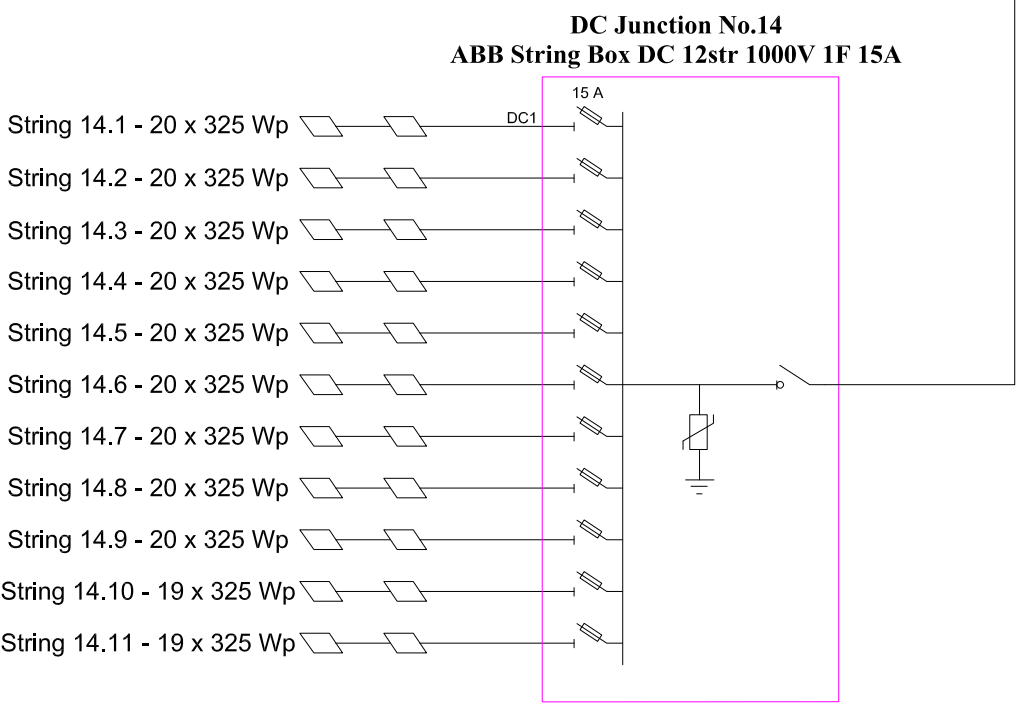 DC Junction No.14
ABB String Box DC 12str 1000V 1F 15A
15 A
String 14.1 - 20 x 325 Wp
DC1
String 14.2 - 20 x 325 Wp
String 14.3 - 20 x 325 Wp
String 14.4 - 20 x 325 Wp
String 14.5 - 20 x 325 Wp
String 14.6 - 20 x 325 Wp
String 14.7 - 20 x 325 Wp
String 14.8 - 20 x 325 Wp
String 14.9 - 20 x 325 Wp
String 14.10 - 19 x 325 Wp
String 14.11 - 19 x 325 Wp